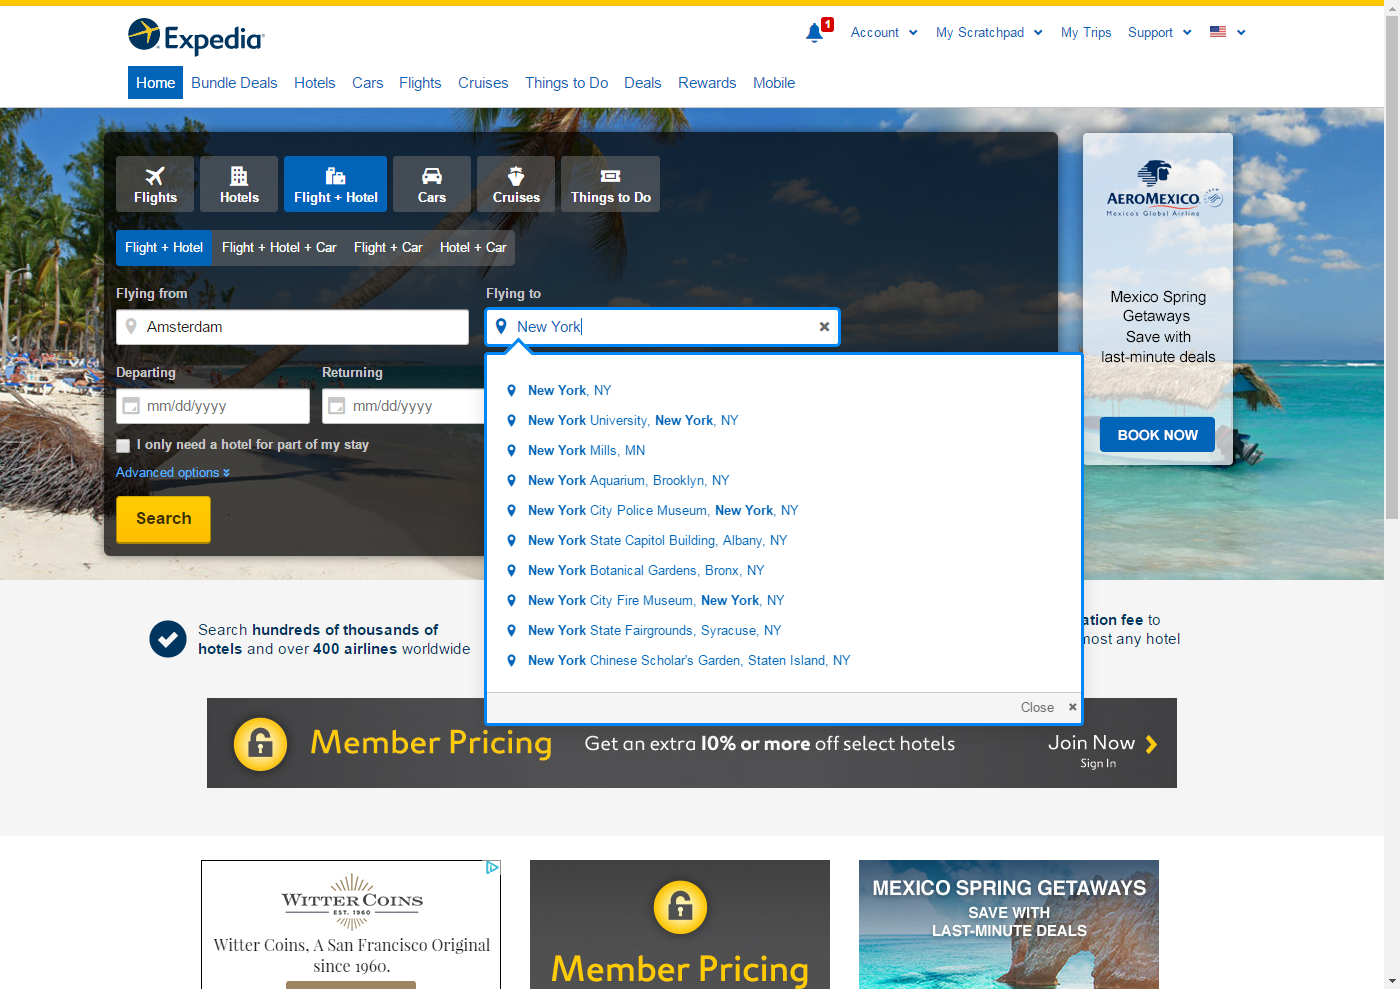 Expedia
1
Account
My Scratchpad
My Trips
Support
Home
Bundle Deals
Hotels
Cars
Flights
Cruises
Things to Do
Deals
Rewards
Mobile
Flights
Hotels
Flight + Hotel
Cars
Cruises
Things to Do
Flight + Hotel
Flight + Hotel + Car
Flight + Car
Hotel + Car
Flying from
Flying to
Amsterdam
New York
Departing
Returning
mm/dd/yyyy
mm/dd/yyyy
I only need a hotel for part of my stay
Advanced options
Search
New York, NY
New York University, New York, NY
New York Mills, MN
New York Aquarium, Brooklyn, NY
New York City Police Museum, New York, NY
New York State Capitol Building, Albany, NY
New York Botanical Gardens, Bronx, NY
New York City Fire Museum, New York, NY
New York State Fairgrounds, Syracuse, NY
New York Chinese Scholar's Garden, Staten Island, NY
Close
AEROMEXICO
Mexico's Global Airline
Mexico Spring
Getaways
Save with
last-minute deals
BOOK NOW
Search hundreds of thousands of
hotels and over 400 airlines worldwide
fee to
any hotel
Member Pricing
Get an extra 10% or more off select hotels
Join Now
Sign In
WITTER COINS
EST. 1960
Witter Coins, A San Francisco Original
since 1960.
Member Pricing
MEXICO SPRING GETAWAYS
SAVE WITH
LAST-MINUTE DEALS